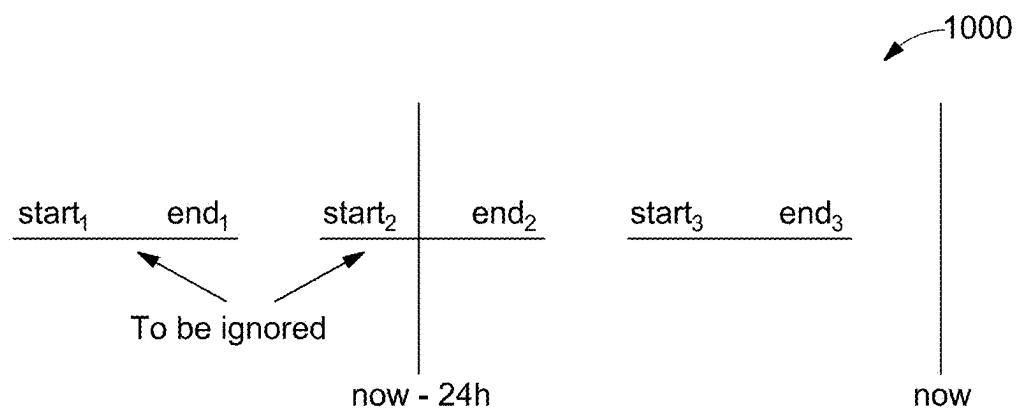 1000
start₁ end₁ start₂ end₂ start₃ end₃
To be ignored
now - 24h now